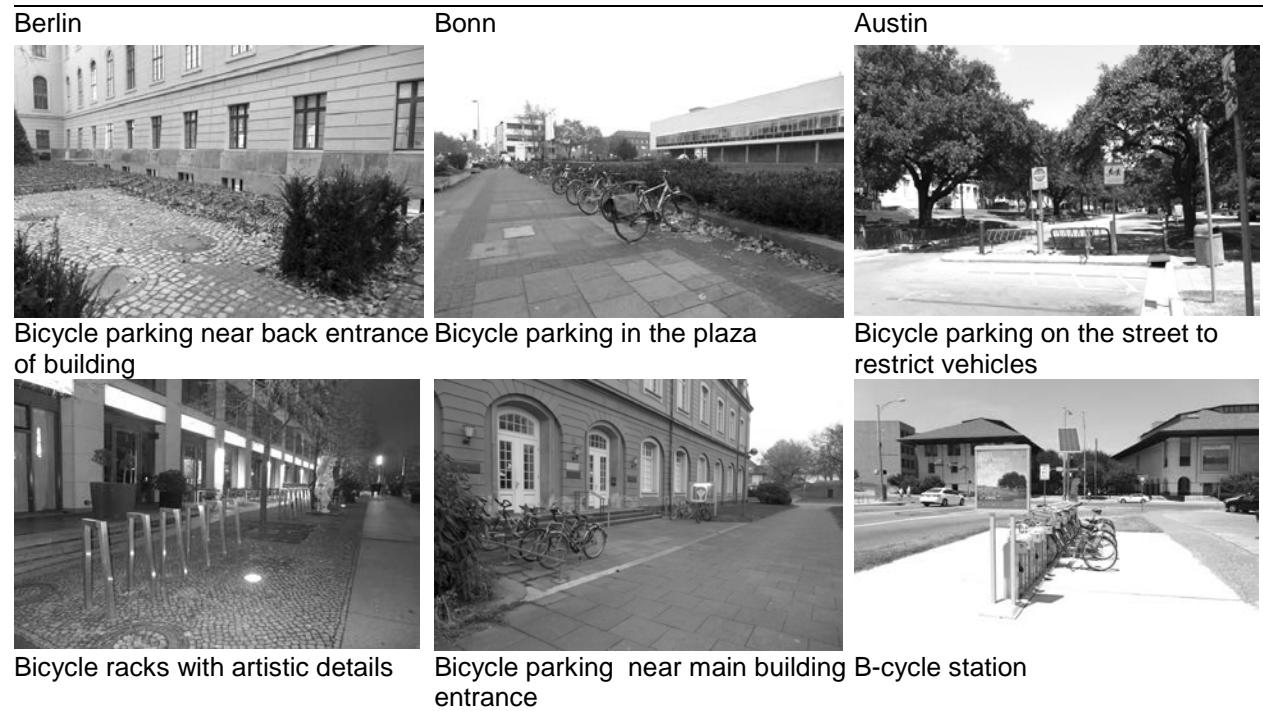 Berlin
Bonn
Austin
Bicycle parking near back entrance
of building
Bicycle parking in the plaza
Bicycle parking on the street to
restrict vehicles
Bicycle racks with artistic details
Bicycle parking  near main building
entrance
B-cycle station